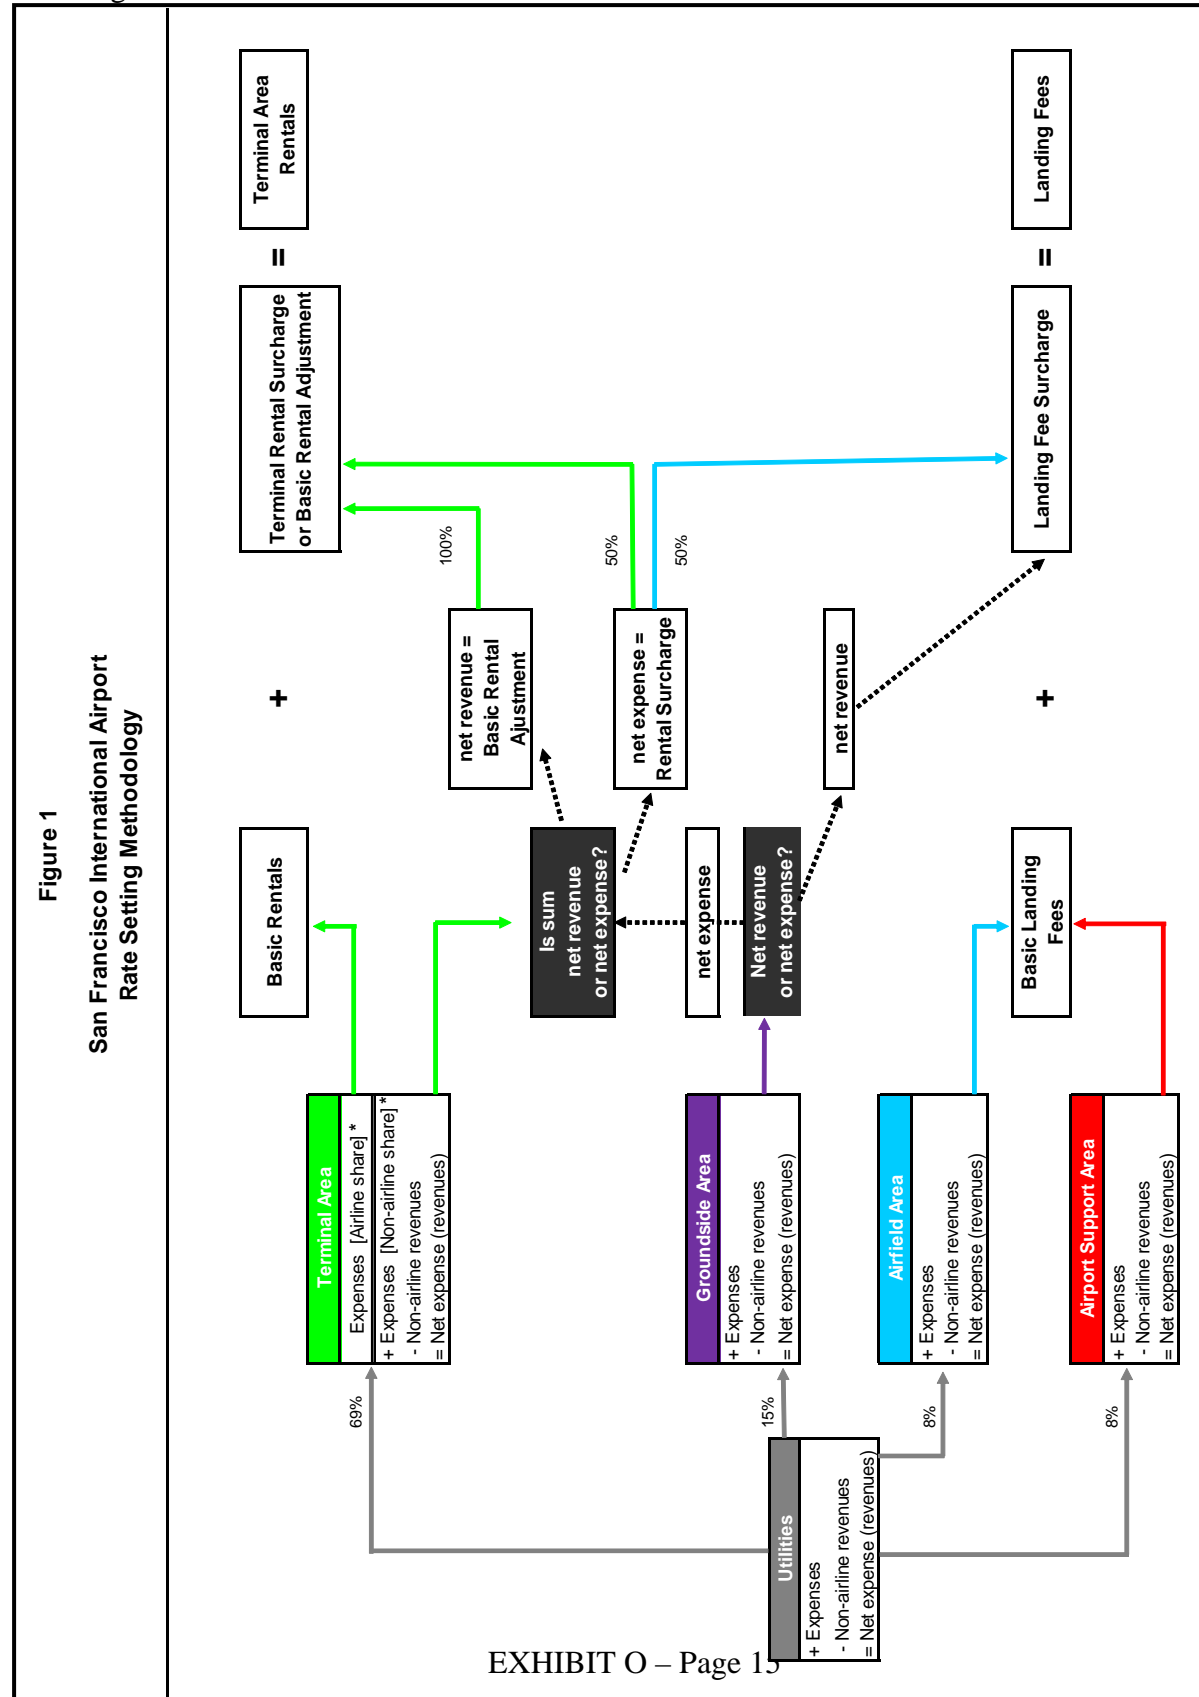 Figure 1
San Francisco International Airport
Rate Setting Methodology
Utilities
+ Expenses
- Non-airline revenues
= Net expense (revenues)
69%
15%
8%
8%
Terminal Area
Expenses [Airline share] *
+ Expenses [Non-airline share] *
- Non-airline revenues
= Net expense (revenues)
Groundside Area
+ Expenses
- Non-airline revenues
= Net expense (revenues)
Airfield Area
+ Expenses
- Non-airline revenues
= Net expense (revenues)
Airport Support Area
+ Expenses
- Non-airline revenues
= Net expense (revenues)
Basic Rentals
Is sum
net revenue
or net expense?
net expense
Net revenue
or net expense?
Basic Landing
Fees
+
net revenue =
Basic Rental
Ajustment
net expense =
Rental Surcharge
net revenue
+
100%
50%
50%
Terminal Rental Surcharge
or Basic Rental Adjustment
Landing Fee Surcharge
=
=
Terminal Area
Rentals
Landing Fees
EXHIBIT O – Page 15